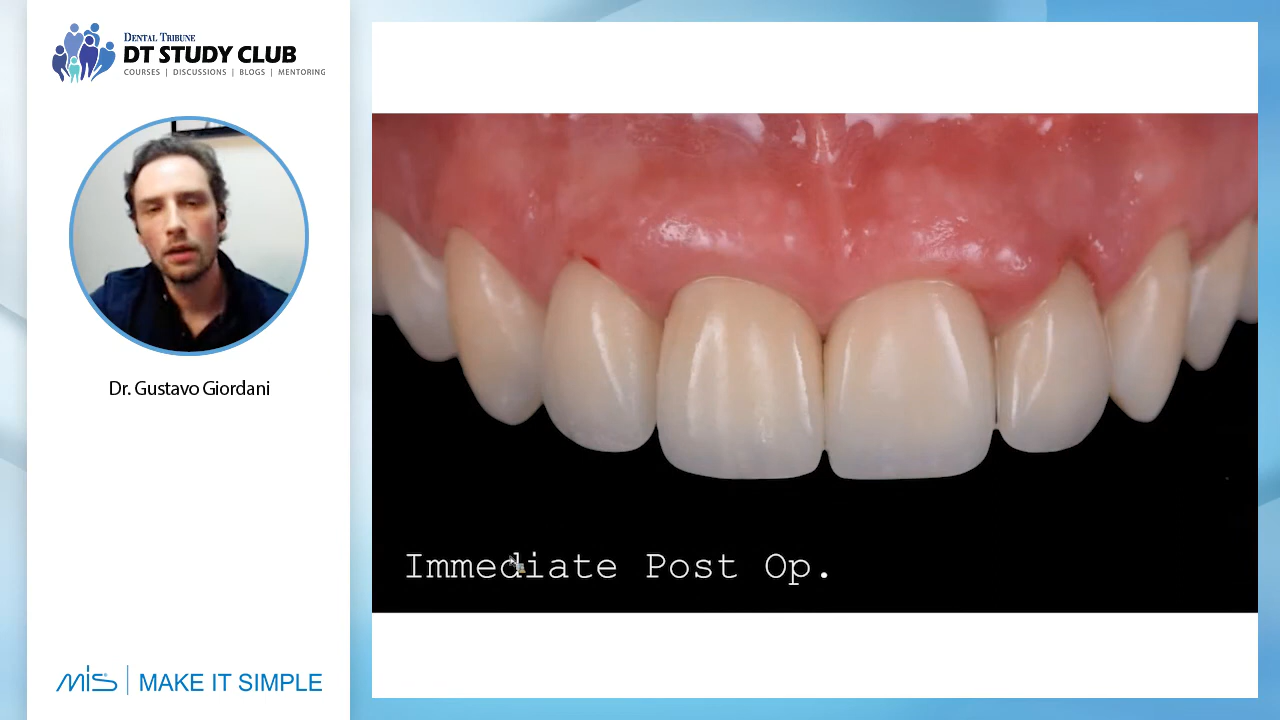 DENTAL TRIBUNE
DT STUDY CLUB
COURSES | DISCUSSIONS | BLOGS | MENTORING
Dr. Gustavo Giordani
Immediate Post Op.
mis | MAKE IT SIMPLE